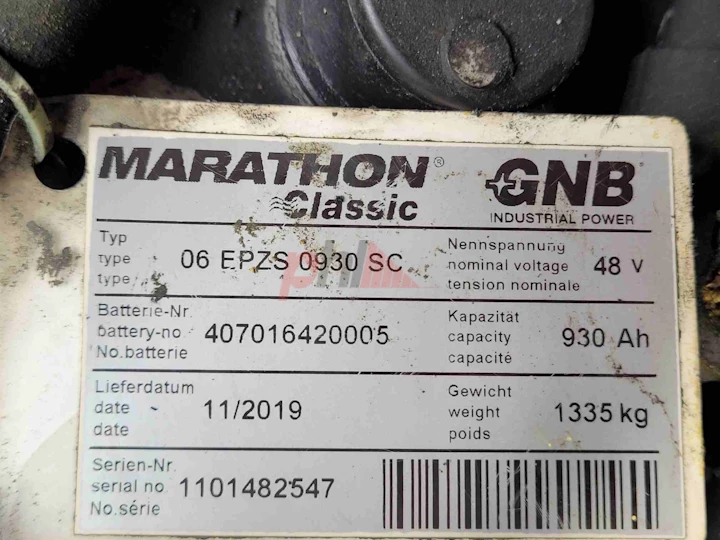 MARATHON® GNB
Classic INDUSTRIAL POWER
Typ
type
type
06 EPZS 0930 SC
Nennspannung
nominal voltage
tension nominale
48 V
Batterie-Nr.
battery-no
No.batterie
407016420005
Kapazität
capacity
capacité
930 Ah
Lieferdatum
date
date
11/2019
Gewicht
weight
poids
1335 kg
Serien-Nr.
serial no
No.série
1101482547